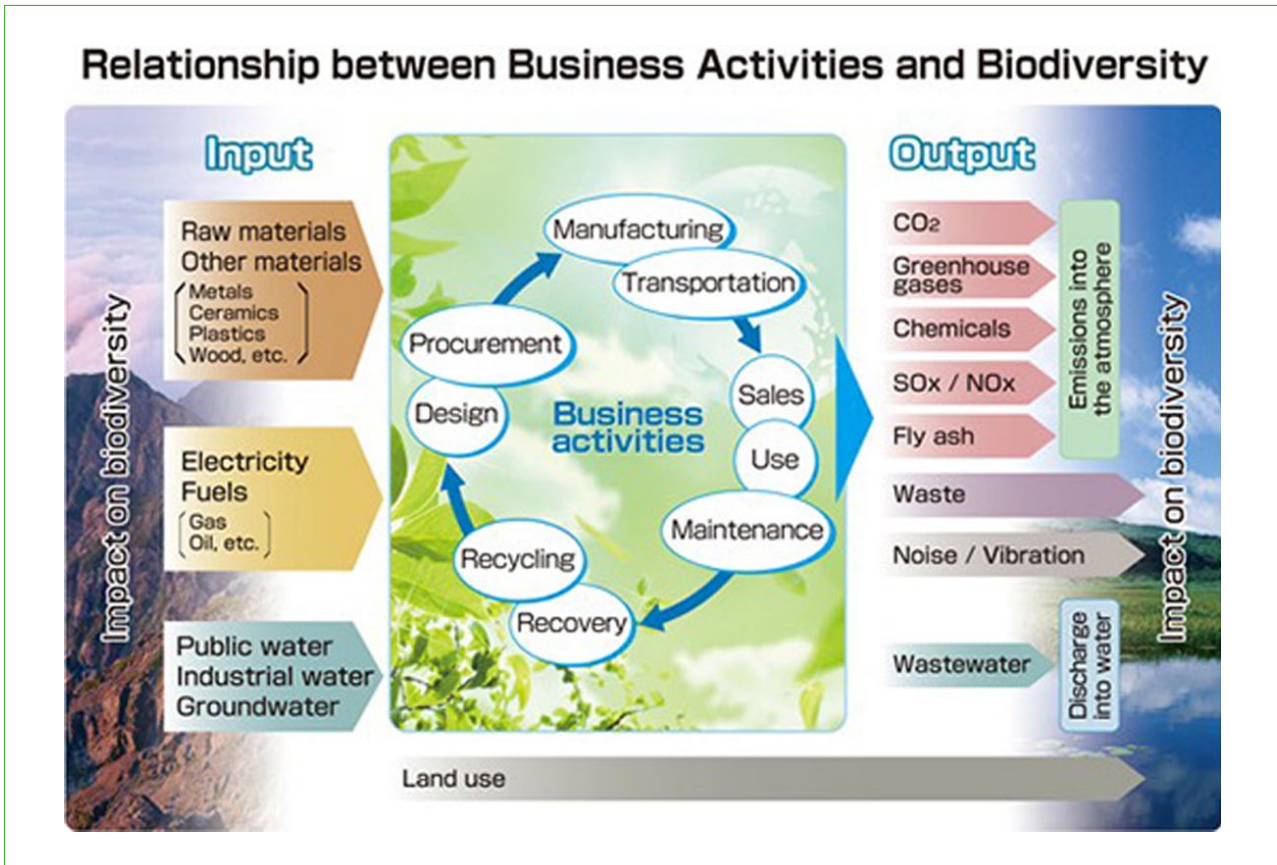 Relationship between Business Activities and Biodiversity
Input
Impact on biodiversity
Raw materials
Other materials
Metals
Ceramics
Plastics
Wood, etc.
Electricity
Fuels
Gas
Oil, etc.
Public water
Industrial water
Groundwater
Business
activities
Manufacturing
Transportation
Sales
Use
Maintenance
Recovery
Recycling
Design
Procurement
Output
CO₂
Greenhouse
gases
Chemicals
SOx / NOx
Fly ash
Emissions into
the atmosphere
Waste
Noise / Vibration
Wastewater
Discharge
into water
Impact on biodiversity
Land use